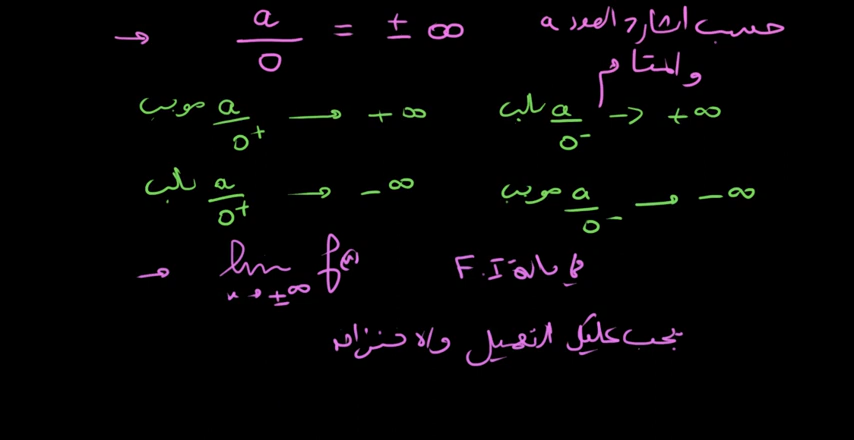 → a/0 = ± ∞ حسب اشارة العدد a
والمقام
موجب a/0⁺ → + ∞ سالب a/0⁻ → + ∞
سالب a/0⁺ → − ∞ موجب a/0⁻ → − ∞
→ lim x→±∞ f(x) F.I حالة
يجب عليك التحليل والاختزال